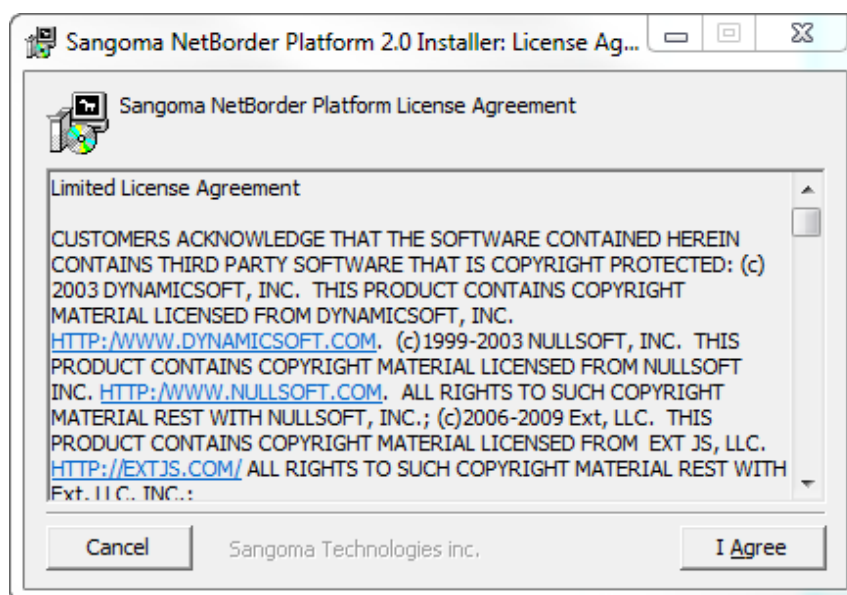 Sangoma NetBorder Platform 2.0 Installer: License Ag...
Sangoma NetBorder Platform License Agreement
Limited License Agreement
CUSTOMERS ACKNOWLEDGE THAT THE SOFTWARE CONTAINED HEREIN
CONTAINS THIRD PARTY SOFTWARE THAT IS COPYRIGHT PROTECTED: (c)
2003 DYNAMICSOFT, INC.  THIS PRODUCT CONTAINS COPYRIGHT
MATERIAL LICENSED FROM DYNAMICSOFT, INC.
HTTP:/WWW.DYNAMICSOFT.COM.  (c)1999-2003 NULLSOFT, INC.  THIS
PRODUCT CONTAINS COPYRIGHT MATERIAL LICENSED FROM NULLSOFT
INC. HTTP:/WWW.NULLSOFT.COM.  ALL RIGHTS TO SUCH COPYRIGHT
MATERIAL REST WITH NULLSOFT, INC.; (c)2006-2009 Ext, LLC.  THIS
PRODUCT CONTAINS COPYRIGHT MATERIAL LICENSED FROM  EXT JS, LLC.
HTTP://EXTJS.COM/ ALL RIGHTS TO SUCH COPYRIGHT MATERIAL REST WITH
Ext, LLC, INC.;
Cancel
Sangoma Technologies inc.
I Agree